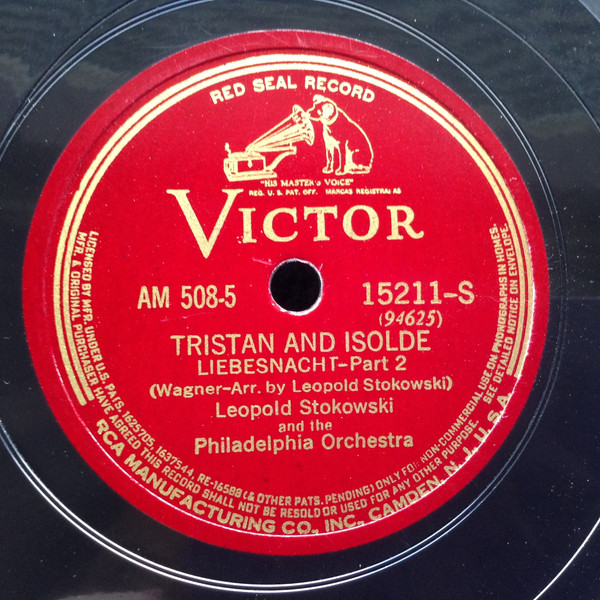 RED SEAL RECORD
"HIS MASTER'S VOICE"
REG. U. S. PAT. OFF. MARCAS REGISTRADAS
VICTOR
AM 508-5
15211-S
(94625)
TRISTAN AND ISOLDE
LIEBESNACHT-Part 2
(Wagner-Arr. by Leopold Stokowski)
Leopold Stokowski
and the
Philadelphia Orchestra
LICENSED BY MFR. UNDER U.S. PATS. 1625705, 1637544, RE-16588 (& OTHER PATS. PENDING) ONLY FOR NON-COMMERCIAL USE ON PHONOGRAPHS IN HOMES.
MFR. & ORIGINAL PURCHASER HAVE AGREED THIS RECORD SHALL NOT BE RESOLD OR USED FOR ANY OTHER PURPOSE. SEE DETAILED NOTICE ON ENVELOPE.
RCA MANUFACTURING CO., INC., CAMDEN, N. J., U. S. A.